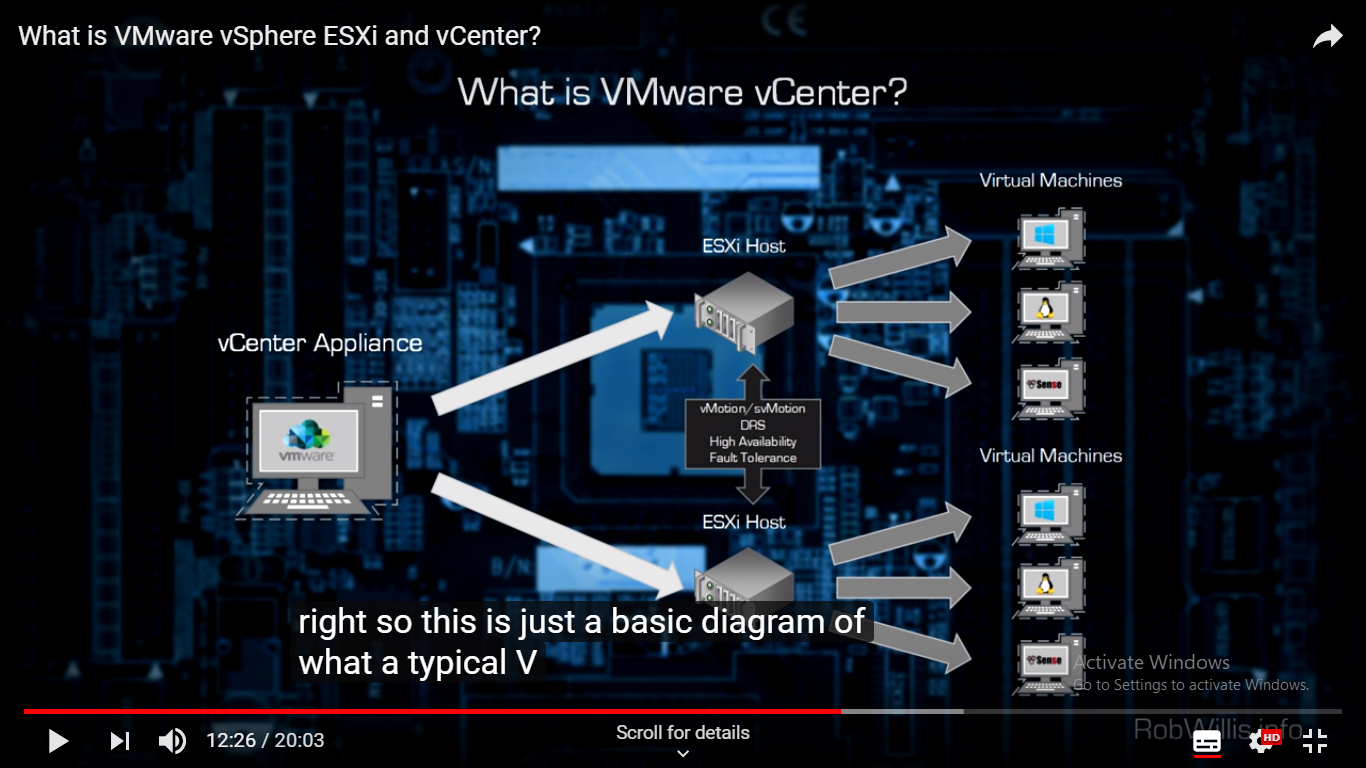 What is VMware vSphere ESXi and vCenter?
What is VMware vCenter?
Virtual Machines
ESXi Host
vCenter Appliance
vmware
Sense
vMotion/svMotion
DRS
High Availability
Fault Tolerance
Virtual Machines
ESXi Host
B/N
right so this is just a basic diagram of
what a typical V
Sense
Activate Windows
Go to Settings to activate Windows.
RobWillis.info
12:26 / 20:03
Scroll for details
HD